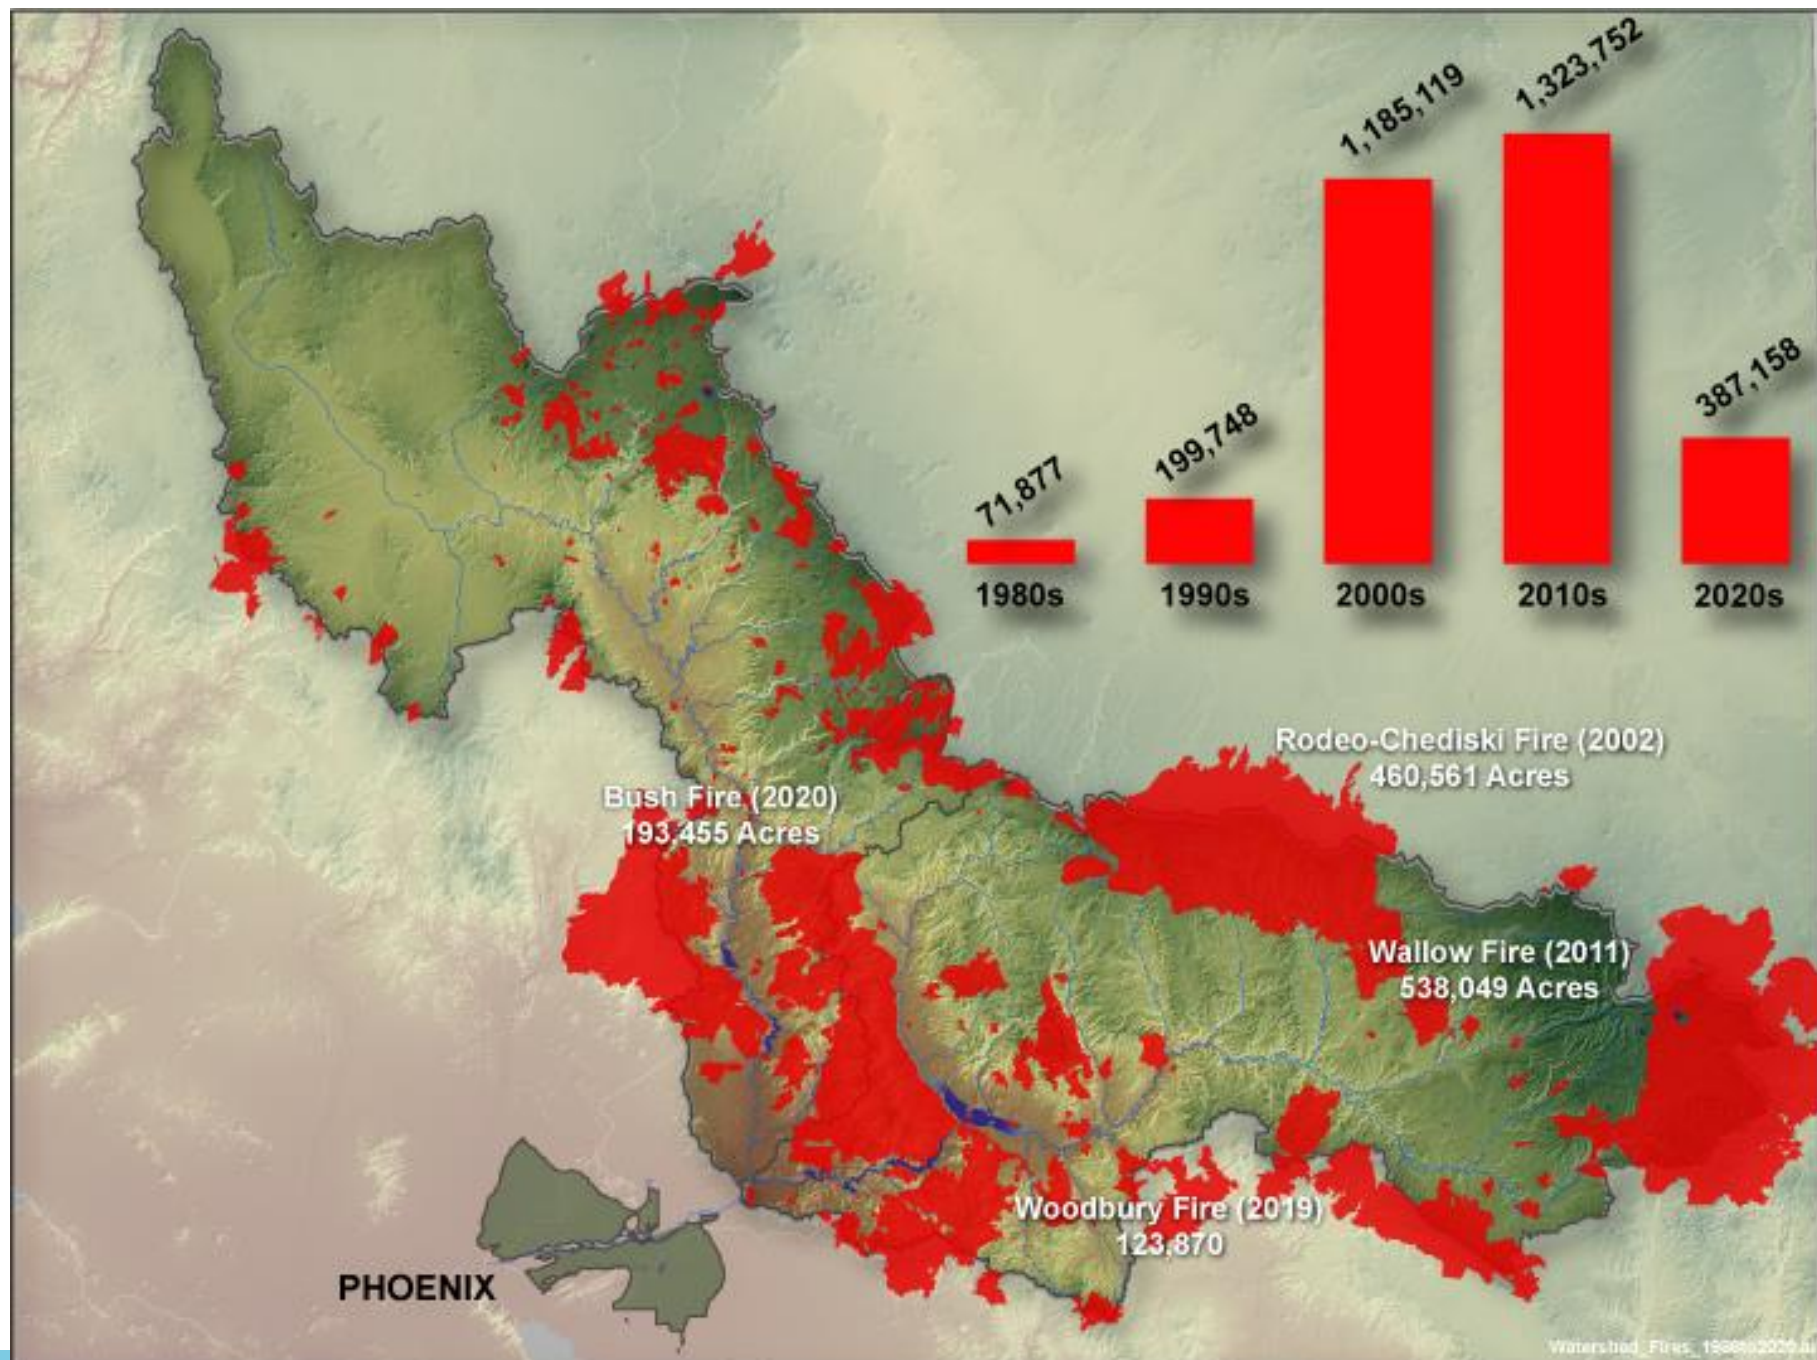 1,323,752
1,185,119
387,158
199,748
71,877
1980s 1990s 2000s 2010s 2020s
Rodeo-Chediski Fire (2002)
460,561 Acres
Bush Fire (2020)
193,455 Acres
Wallow Fire (2011)
538,049 Acres
Woodbury Fire (2019)
123,870
PHOENIX
Watershed_Fires_